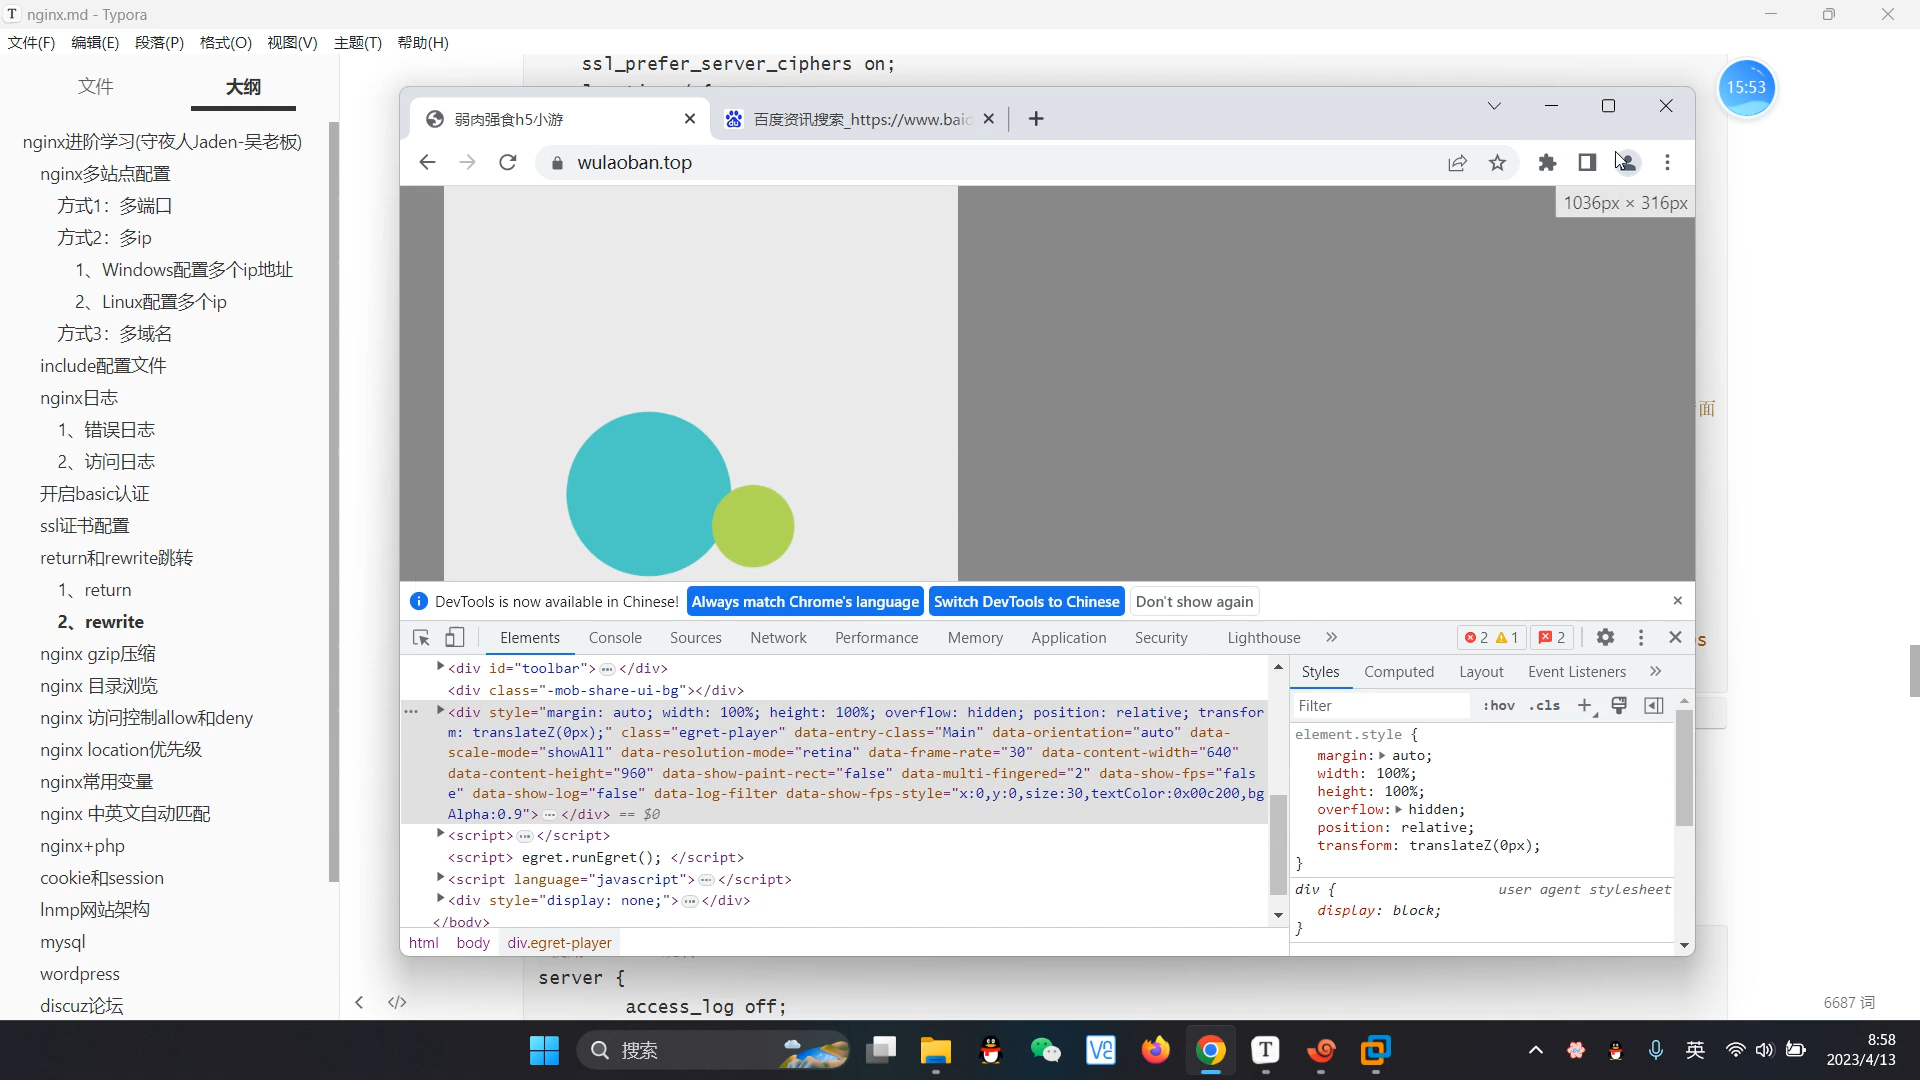 nginx.md - Typora
文件(F) 编辑(E) 段落(P) 格式(O) 视图(V) 主题(T) 帮助(H)
文件 大纲
nginx进阶学习(守夜人Jaden-吴老板)
nginx多站点配置
方式1：多端口
方式2：多ip
1、Windows配置多个ip地址
2、Linux配置多个ip
方式3：多域名
include配置文件
nginx日志
1、错误日志
2、访问日志
开启basic认证
ssl证书配置
return和rewrite跳转
1、return
2、rewrite
nginx gzip压缩
nginx 目录浏览
nginx 访问控制allow和deny
nginx location优先级
nginx常用变量
nginx 中英文自动匹配
nginx+php
cookie和session
lnmp网站架构
mysql
wordpress
discuz论坛
ssl_prefer_server_ciphers on;
15:53
弱肉强食h5小游
百度资讯搜索_https://www.baid
wulaoban.top
1036px × 316px
面
DevTools is now available in Chinese! Always match Chrome's language Switch DevTools to Chinese Don't show again
Elements Console Sources Network Performance Memory Application Security Lighthouse » 2 1 2
<div id="toolbar"> ⋯ </div>
<div class="-mob-share-ui-bg"></div>
<div style="margin: auto; width: 100%; height: 100%; overflow: hidden; position: relative; transfor
m: translateZ(0px);" class="egret-player" data-entry-class="Main" data-orientation="auto" data-
scale-mode="showAll" data-resolution-mode="retina" data-frame-rate="30" data-content-width="640"
data-content-height="960" data-show-paint-rect="false" data-multi-fingered="2" data-show-fps="fals
e" data-show-log="false" data-log-filter data-show-fps-style="x:0,y:0,size:30,textColor:0x00c200,bg
Alpha:0.9"> ⋯ </div> == $0
<script> ⋯ </script>
<script> egret.runEgret(); </script>
<script language="javascript"> ⋯ </script>
<div style="display: none;"> ⋯ </div>
</body>
html body div.egret-player
Styles Computed Layout Event Listeners »
Filter :hov .cls
element.style {
margin: auto;
width: 100%;
height: 100%;
overflow: hidden;
position: relative;
transform: translateZ(0px);
}
div { user agent stylesheet
display: block;
}
s
server {
access_log off;
6687 词
搜索
英
8:58
2023/4/13